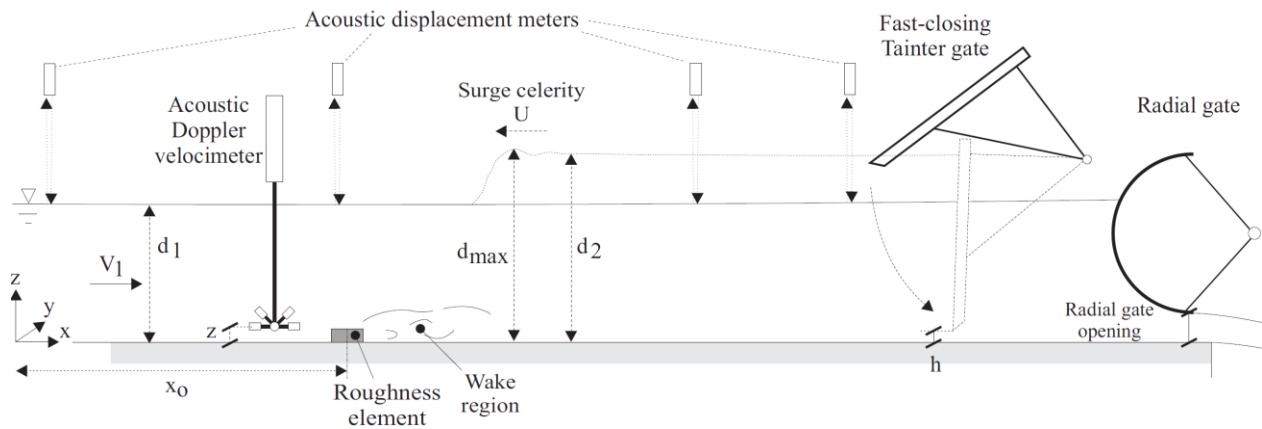 Acoustic displacement meters
Fast-closing
Tainter gate
Acoustic
Doppler
velocimeter
Surge celerity
U
Radial gate
d1
dmax
d2
V1
z
y
x
z
Radial gate
opening
h
xo
Roughness
element
Wake
region